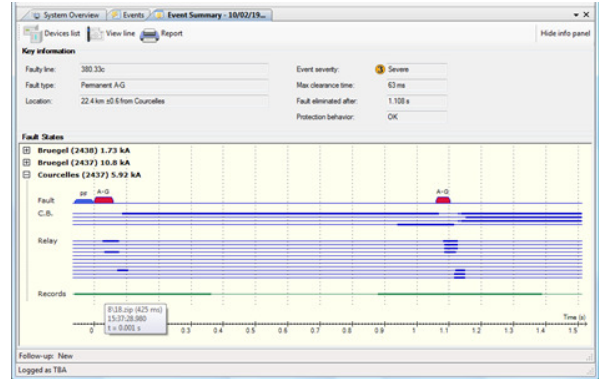 System Overview Events Event Summary - 10/02/19...
Devices list View line Report Hide info panel
Key information
Faulty line: 380.33c Event severity: 3 Severe
Fault type: Permanent A-G Max clearance time: 63 ms
Location: 22.4 km ±0.6 from Courcelles Fault eliminated after: 1.108 s
Protection behavior: OK
Fault States
Bruegel (2438) 1.73 kA
Bruegel (2437) 10.8 kA
Courcelles (2437) 5.92 kA
PF A-G A-G
Fault
C.B.
Relay
Records
8\18.zip (425 ms)
15:37:28.980
t = 0.001 s
Time (s)
0 0.3 0.4 0.5 0.6 0.7 0.8 0.9 1 1.1 1.2 1.3 1.4 1.5
Follow-up: New
Logged as TBA